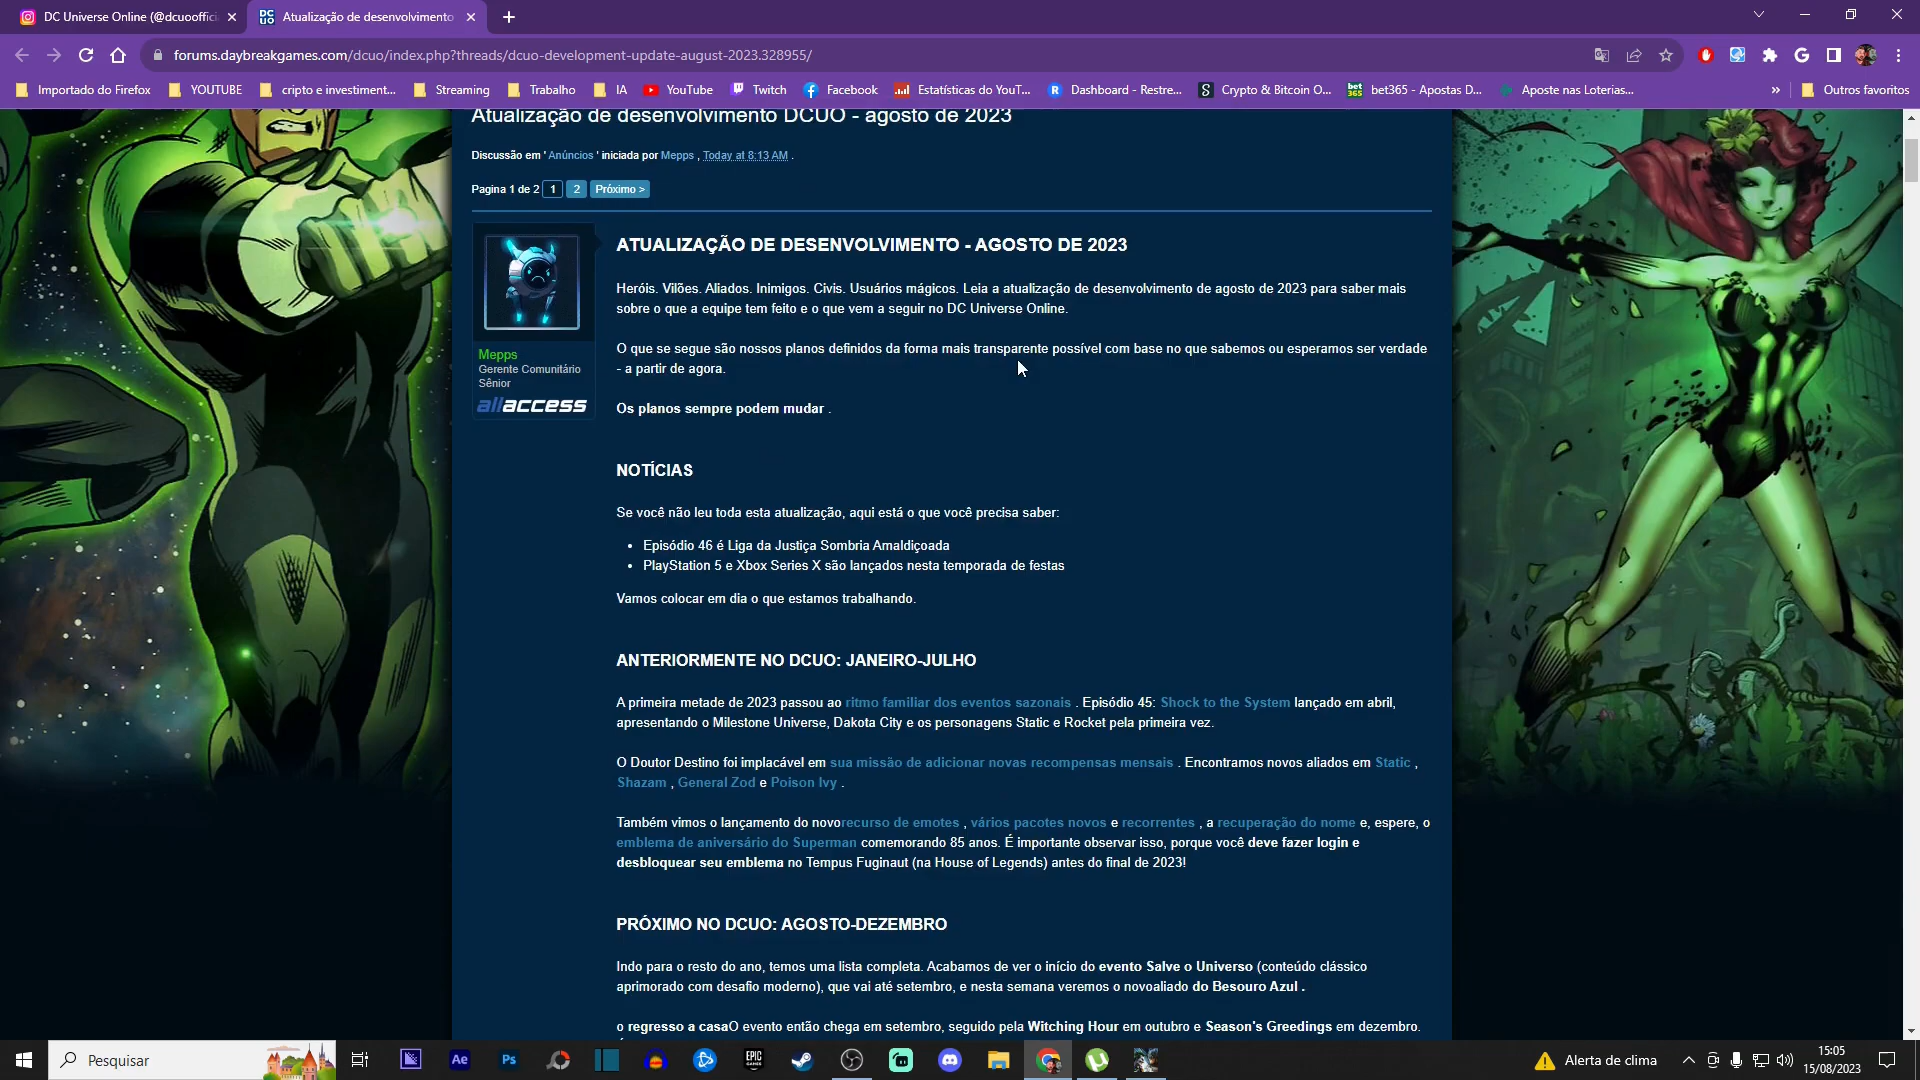 DC Universe Online (@dcuooffici
Atualização de desenvolvimento
forums.daybreakgames.com/dcuo/index.php?threads/dcuo-development-update-august-2023.328955/
Importado do Firefox
YOUTUBE
cripto e investiment...
Streaming
Trabalho
IA
YouTube
Twitch
Facebook
Estatísticas do YouT...
Dashboard - Restre...
Crypto & Bitcoin O...
bet365 - Apostas D...
Aposte nas Loterias...
»
Outros favoritos
Atualização de desenvolvimento DCUO - agosto de 2023
Discussão em ' Anúncios ' iniciada por Mepps , Today at 8:13 AM .
Pagina 1 de 2 1 2 Próximo >
ATUALIZAÇÃO DE DESENVOLVIMENTO - AGOSTO DE 2023
Heróis. Vilões. Aliados. Inimigos. Civis. Usuários mágicos. Leia a atualização de desenvolvimento de agosto de 2023 para saber mais
sobre o que a equipe tem feito e o que vem a seguir no DC Universe Online.
O que se segue são nossos planos definidos da forma mais transparente possível com base no que sabemos ou esperamos ser verdade
- a partir de agora.
Mepps
Gerente Comunitário
Sênior
allaccess
Os planos sempre podem mudar .
NOTÍCIAS
Se você não leu toda esta atualização, aqui está o que você precisa saber:
• Episódio 46 é Liga da Justiça Sombria Amaldiçoada
• PlayStation 5 e Xbox Series X são lançados nesta temporada de festas
Vamos colocar em dia o que estamos trabalhando.
ANTERIORMENTE NO DCUO: JANEIRO-JULHO
A primeira metade de 2023 passou ao ritmo familiar dos eventos sazonais . Episódio 45: Shock to the System lançado em abril,
apresentando o Milestone Universe, Dakota City e os personagens Static e Rocket pela primeira vez.
O Doutor Destino foi implacável em sua missão de adicionar novas recompensas mensais . Encontramos novos aliados em Static ,
Shazam , General Zod e Poison Ivy .
Também vimos o lançamento do novorecurso de emotes , vários pacotes novos e recorrentes , a recuperação do nome e, espere, o
emblema de aniversário do Superman comemorando 85 anos. É importante observar isso, porque você deve fazer login e
desbloquear seu emblema no Tempus Fuginaut (na House of Legends) antes do final de 2023!
PRÓXIMO NO DCUO: AGOSTO-DEZEMBRO
Indo para o resto do ano, temos uma lista completa. Acabamos de ver o início do evento Salve o Universo (conteúdo clássico
aprimorado com desafio moderno), que vai até setembro, e nesta semana veremos o novoaliado do Besouro Azul .
o regresso a casaO evento então chega em setembro, seguido pela Witching Hour em outubro e Season's Greetings em dezembro.
Pesquisar
Ae
Ps
EPIC
GAMES
Alerta de clima
15:05
15/08/2023